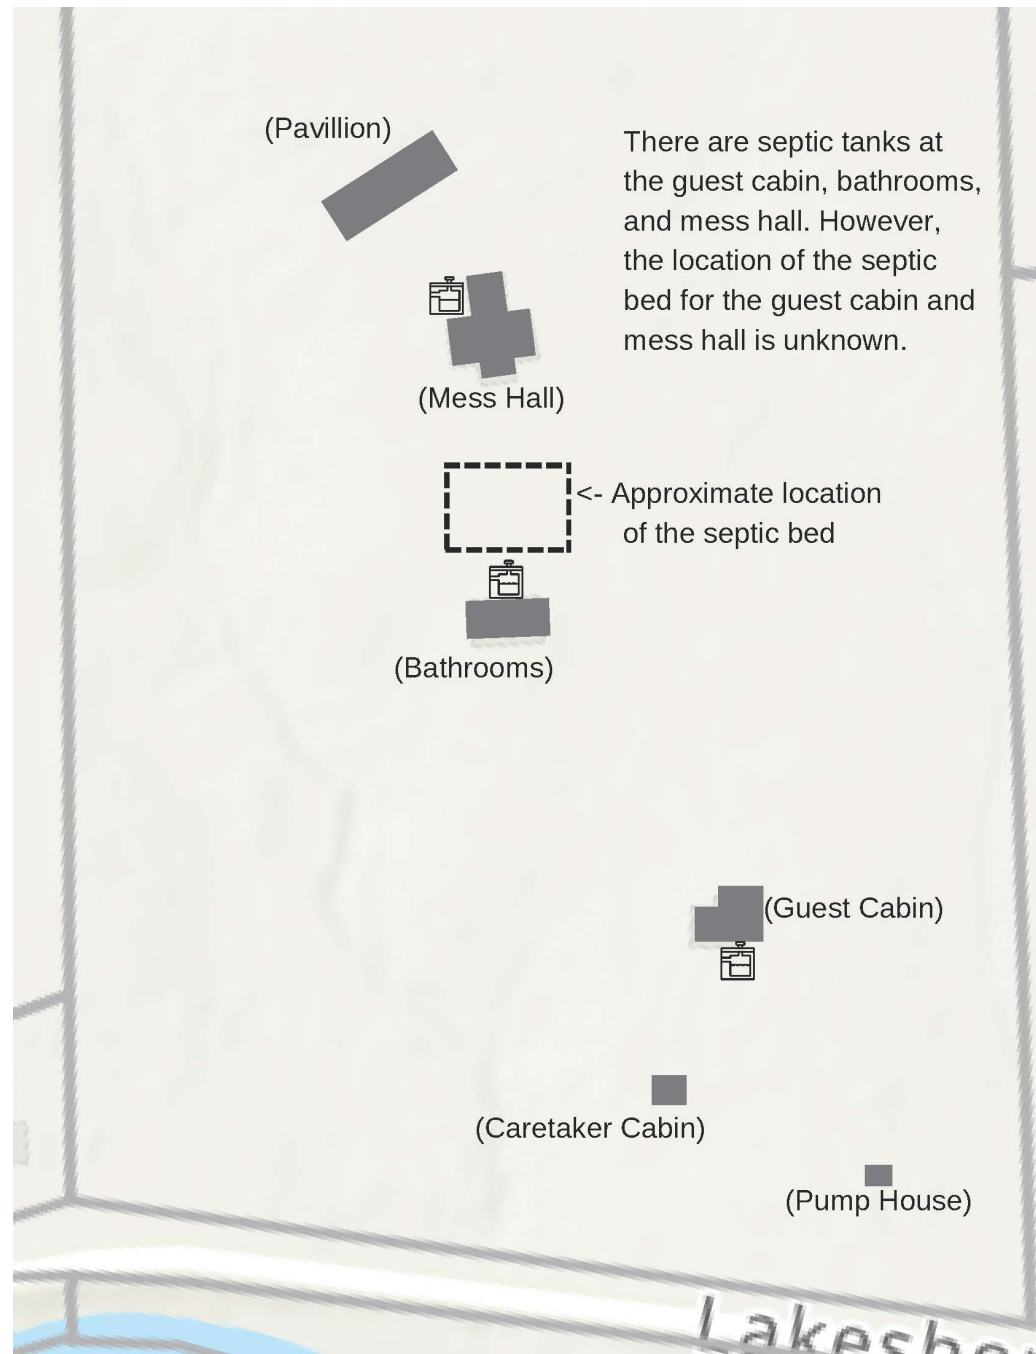 (Pavillion)
There are septic tanks at
the guest cabin, bathrooms,
and mess hall. However,
the location of the septic
bed for the guest cabin and
mess hall is unknown.
(Mess Hall)
<- Approximate location
of the septic bed
(Bathrooms)
(Guest Cabin)
(Caretaker Cabin)
(Pump House)